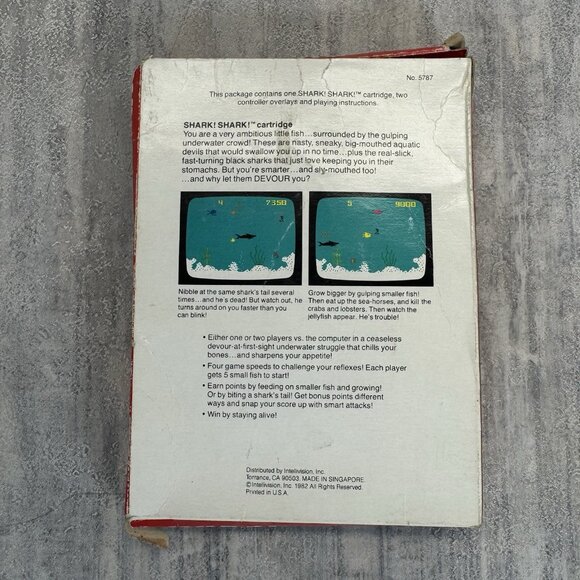 No. 5787
This package contains one SHARK! SHARK!™ cartridge, two
controller overlays and playing instructions.
SHARK! SHARK!™ cartridge
You are a very ambitious little fish...surrounded by the gulping
underwater crowd! These are nasty, sneaky, big-mouthed aquatic
devils that would swallow you up in no time...plus the real-slick,
fast-turning black sharks that just love keeping you in their
stomachs. But you're smarter...and sly-mouthed too!
...and why let them DEVOUR you?
4 7350
5 9000
Nibble at the same shark's tail several
times...and he's dead! But watch out, he
turns around on you faster than you
can blink!
Grow bigger by gulping smaller fish!
Then eat up the sea-horses, and kill the
crabs and lobsters. Then watch the
jellyfish appear. He's trouble!
• Either one or two players vs. the computer in a ceaseless
devour-at-first-sight underwater struggle that chills your
bones...and sharpens your appetite!
• Four game speeds to challenge your reflexes! Each player
gets 5 small fish to start!
• Earn points by feeding on smaller fish and growing!
Or by biting a shark's tail! Get bonus points different
ways and snap your score up with smart attacks!
• Win by staying alive!
Distributed by Intellivision, Inc.
Torrance, CA 90503. MADE IN SINGAPORE
© Intellivision, Inc. 1982 All Rights Reserved.
Printed in U.S.A.